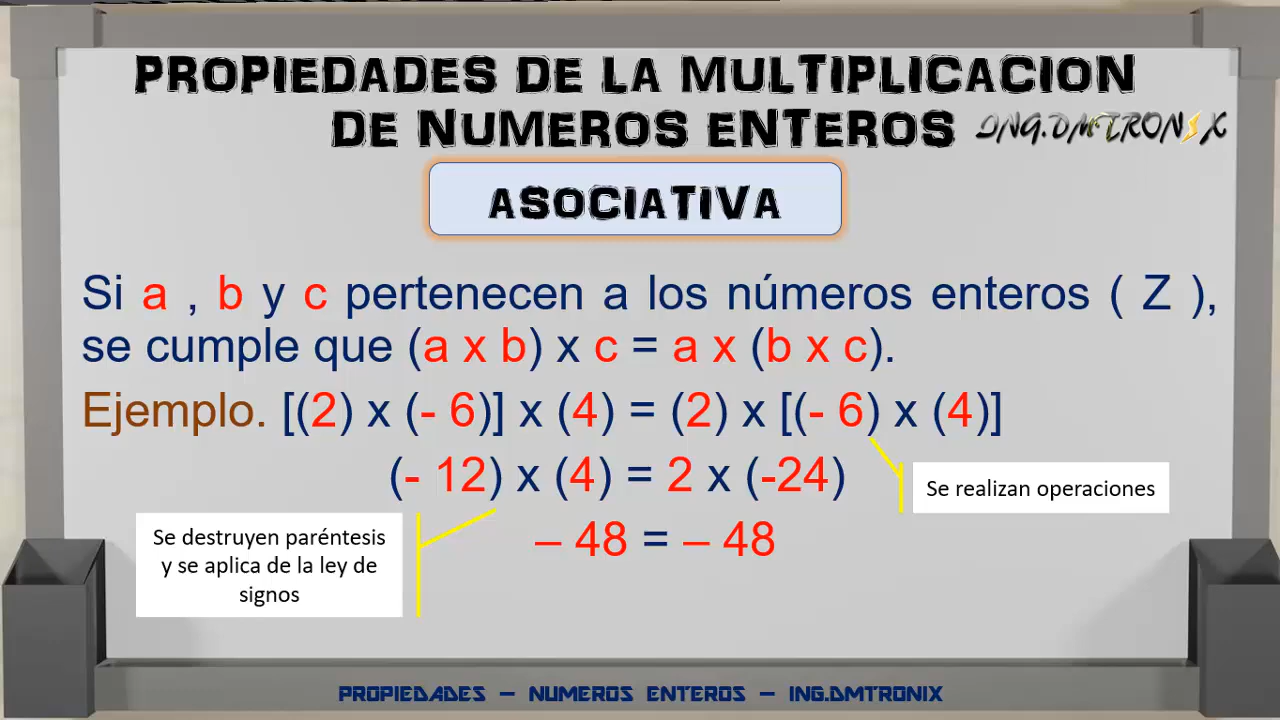 PROPIEDADES DE LA MULTIPLICACION
DE NUMEROS ENTEROS
ING.DMTRONIX
ASOCIATIVA
Si a , b y c pertenecen a los números enteros ( Z ),
se cumple que (a x b) x c = a x (b x c).
Ejemplo. [(2) x (- 6)] x (4) = (2) x [(- 6) x (4)]
(- 12) x (4) = 2 x (-24)
Se realizan operaciones
– 48 = – 48
Se destruyen paréntesis
y se aplica de la ley de
signos
PROPIEDADES – NUMEROS ENTEROS – ING.DMTRONIX